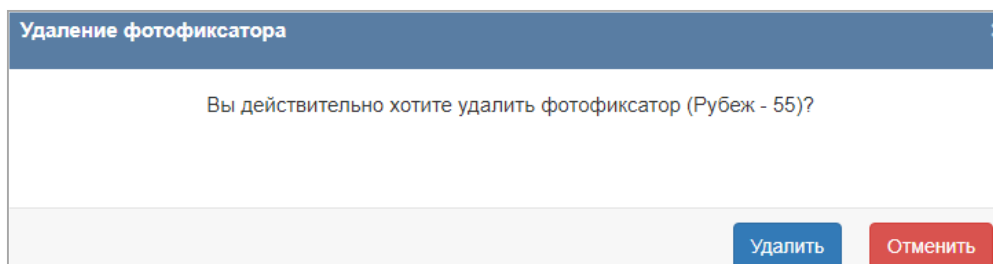 Удаление фотофиксатора
Вы действительно хотите удалить фотофиксатор (Рубеж - 55)?
Удалить
Отменить